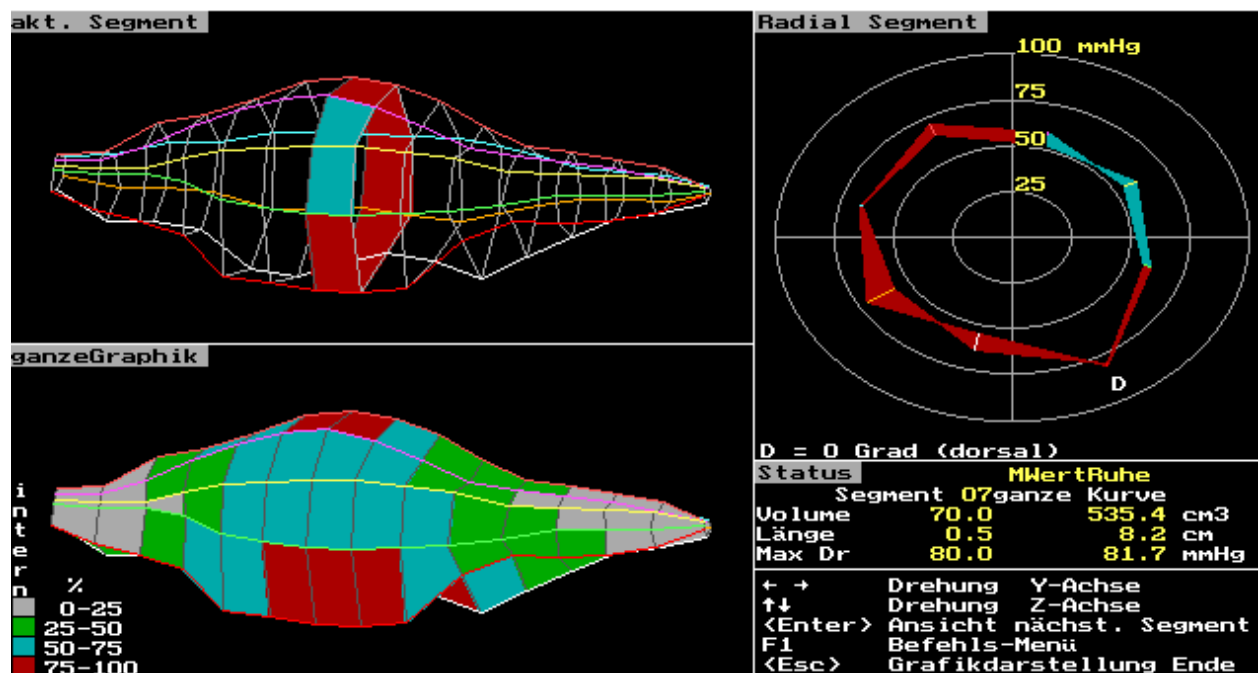 akt. Segment
Radial Segment
100 mmHg
75
50
25
D
D = 0 Grad (dorsal)
ganzeGraphik
intern
%
0-25
25-50
50-75
75-100
Status MWertRuhe
Segment 07ganze Kurve
Volume 70.0 535.4 cm3
Länge 0.5 8.2 cm
Max Dr 80.0 81.7 mmHg
← → Drehung Y-Achse
↑↓ Drehung Z-Achse
<Enter> Ansicht nächst. Segment
F1 Befehls-Menü
<Esc> Grafikdarstellung Ende